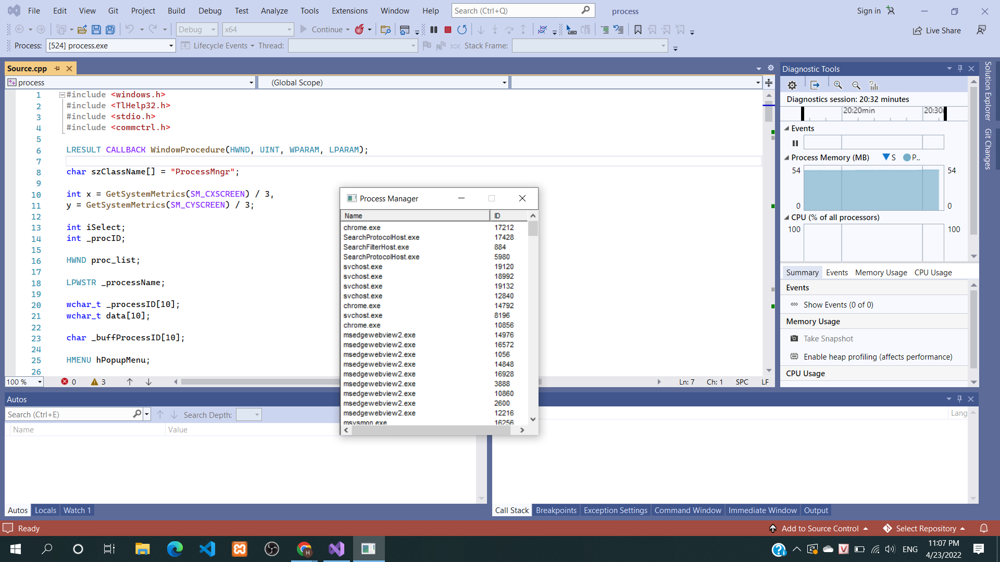 File Edit View Git Project Build Debug Test Analyze Tools Extensions Window Help Search (Ctrl+Q) process Sign in
Debug x64 Continue Live Share
Process: [524] process.exe Lifecycle Events Thread: Stack Frame:
Source.cpp
process (Global Scope)
1 #include <windows.h>
2 #include <TlHelp32.h>
3 #include <stdio.h>
4 #include <commctrl.h>
5
6 LRESULT CALLBACK WindowProcedure(HWND, UINT, WPARAM, LPARAM);
7
8 char szClassName[] = "ProcessMngr";
9
10 int x = GetSystemMetrics(SM_CXSCREEN) / 3,
11 y = GetSystemMetrics(SM_CYSCREEN) / 3;
12
13 int iSelect;
14 int _procID;
15
16 HWND proc_list;
17
18 LPWSTR _processName;
19
20 wchar_t _processID[10];
21 wchar_t data[10];
22
23 char _buffProcessID[10];
24
25 HMENU hPopupMenu;
26
100 % 0 3 Ln: 7 Ch: 1 SPC LF
Process Manager
Name ID
chrome.exe 17212
SearchProtocolHost.exe 17428
SearchFilterHost.exe 884
SearchProtocolHost.exe 5980
svchost.exe 19120
svchost.exe 18992
svchost.exe 19132
svchost.exe 12840
chrome.exe 14792
svchost.exe 8196
chrome.exe 10856
msedgewebview2.exe 14976
msedgewebview2.exe 16572
msedgewebview2.exe 1056
msedgewebview2.exe 14848
msedgewebview2.exe 16928
msedgewebview2.exe 3888
msedgewebview2.exe 10860
msedgewebview2.exe 2600
msedgewebview2.exe 12216
msvsmon.exe 16256
Diagnostic Tools
Diagnostics session: 20:32 minutes
20:20min 20:30
Events
Process Memory (MB) S P..
54 54
0 0
CPU (% of all processors)
100 100
Summary Events Memory Usage CPU Usage
Events
Show Events (0 of 0)
Memory Usage
Take Snapshot
Enable heap profiling (affects performance)
CPU Usage
Solution Explorer
Git Changes
Autos
Search (Ctrl+E) Search Depth:
Name Value
Lang
Autos Locals Watch 1
Call Stack Breakpoints Exception Settings Command Window Immediate Window Output
Ready Add to Source Control Select Repository
ENG 11:07 PM
4/23/2022